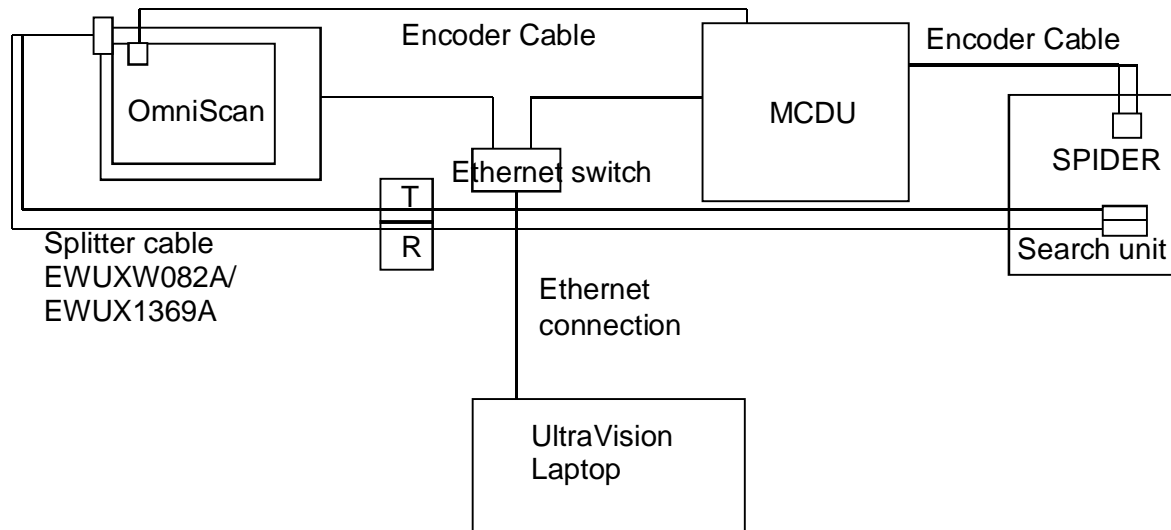 Encoder Cable
Encoder Cable
OmniScan
MCDU
SPIDER
Ethernet switch
T
R
Search unit
Splitter cable
EWUXW082A/
EWUX1369A
Ethernet
connection
UltraVision
Laptop